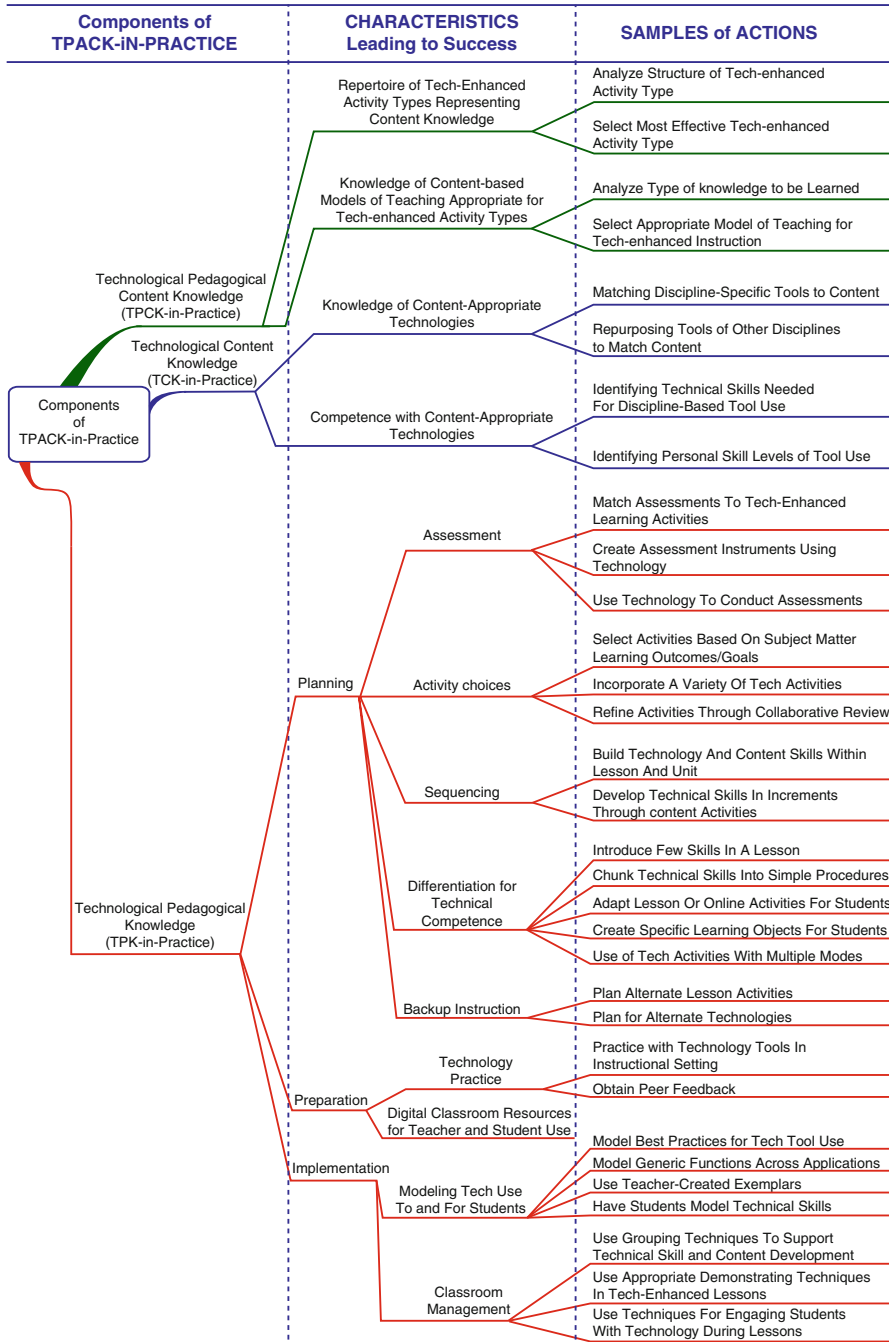 Components of
TPACK-iN-PRACTICE
CHARACTERISTICS
Leading to Success
SAMPLES of ACTIONS
Repertoire of Tech-Enhanced
Activity Types Representing
Content Knowledge
Analyze Structure of Tech-enhanced
Activity Type
Select Most Effective Tech-enhanced
Activity Type
Knowledge of Content-based
Models of Teaching Appropriate for
Tech-enhanced Activity Types
Analyze Type of knowledge to be Learned
Select Appropriate Model of Teaching for
Tech-enhanced Instruction
Technological Pedagogical
Content Knowledge
(TPCK-in-Practice)
Knowledge of Content-Appropriate
Technologies
Matching Discipline-Specific Tools to Content
Repurposing Tools of Other Disciplines
to Match Content
Technological Content
Knowledge
(TCK-in-Practice)
Components
of
TPACK-in-Practice
Competence with Content-Appropriate
Technologies
Identifying Technical Skills Needed
For Discipline-Based Tool Use
Identifying Personal Skill Levels of Tool Use
Assessment
Match Assessments To Tech-Enhanced
Learning Activities
Create Assessment Instruments Using
Technology
Use Technology To Conduct Assessments
Planning
Activity choices
Select Activities Based On Subject Matter
Learning Outcomes/Goals
Incorporate A Variety Of Tech Activities
Refine Activities Through Collaborative Review
Sequencing
Build Technology And Content Skills Within
Lesson And Unit
Develop Technical Skills In Increments
Through content Activities
Technological Pedagogical
Knowledge
(TPK-in-Practice)
Differentiation for
Technical
Competence
Introduce Few Skills In A Lesson
Chunk Technical Skills Into Simple Procedures
Adapt Lesson Or Online Activities For Students
Create Specific Learning Objects For Students
Use of Tech Activities With Multiple Modes
Backup Instruction
Plan Alternate Lesson Activities
Plan for Alternate Technologies
Preparation
Technology
Practice
Practice with Technology Tools In
Instructional Setting
Obtain Peer Feedback
Digital Classroom Resources
for Teacher and Student Use
Implementation
Modeling Tech Use
To and For Students
Model Best Practices for Tech Tool Use
Model Generic Functions Across Applications
Use Teacher-Created Exemplars
Have Students Model Technical Skills
Classroom
Management
Use Grouping Techniques To Support
Technical Skill and Content Development
Use Appropriate Demonstrating Techniques
In Tech-Enhanced Lessons
Use Techniques For Engaging Students
With Technology During Lessons